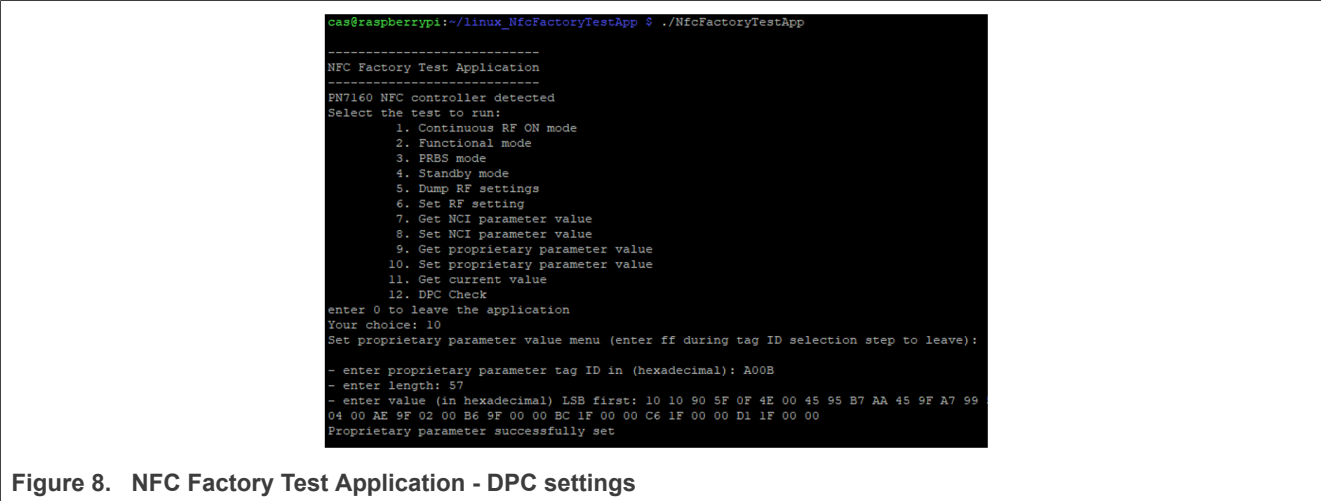 cas@raspberrypi:~/linux_NfcFactoryTestApp $ ./NfcFactoryTestApp
----------------------------
NFC Factory Test Application
----------------------------
PN7160 NFC controller detected
Select the test to run:
1. Continuous RF ON mode
2. Functional mode
3. PRBS mode
4. Standby mode
5. Dump RF settings
6. Set RF setting
7. Get NCI parameter value
8. Set NCI parameter value
9. Get proprietary parameter value
10. Set proprietary parameter value
11. Get current value
12. DPC Check
enter 0 to leave the application
Your choice: 10
Set proprietary parameter value menu (enter ff during tag ID selection step to leave):
- enter proprietary parameter tag ID in (hexadecimal): A00B
- enter length: 57
- enter value (in hexadecimal) LSB first: 10 10 90 5F 0F 4E 00 45 95 B7 AA 45 9F A7 99
04 00 AE 9F 02 00 B6 9F 00 00 BC 1F 00 00 C6 1F 00 00 D1 1F 00 00
Proprietary parameter successfully set
Figure 8. NFC Factory Test Application - DPC settings